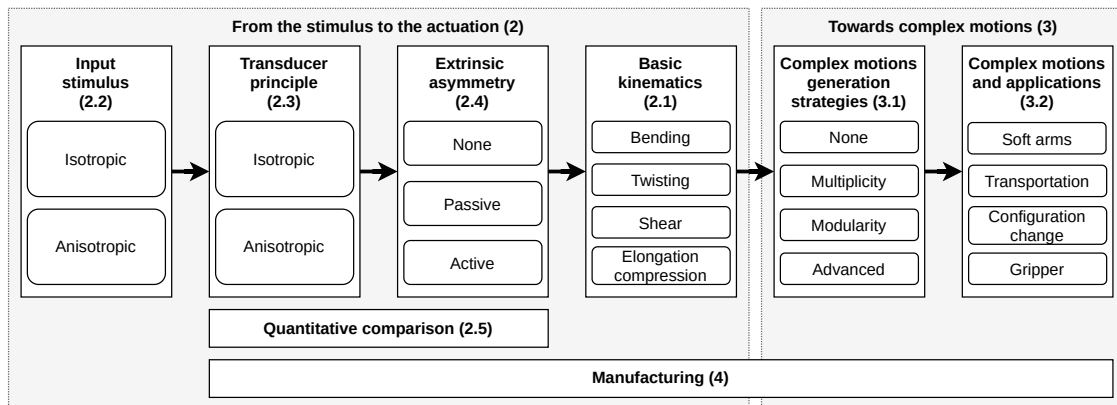 From the stimulus to the actuation (2)
Towards complex motions (3)
Input
stimulus
(2.2)
Isotropic
Anisotropic
Transducer
principle
(2.3)
Isotropic
Anisotropic
Extrinsic
asymmetry
(2.4)
None
Passive
Active
Basic
kinematics
(2.1)
Bending
Twisting
Shear
Elongation
compression
Complex motions
generation
strategies (3.1)
None
Multiplicity
Modularity
Advanced
Complex motions
and applications
(3.2)
Soft arms
Transportation
Configuration
change
Gripper
Quantitative comparison (2.5)
Manufacturing (4)